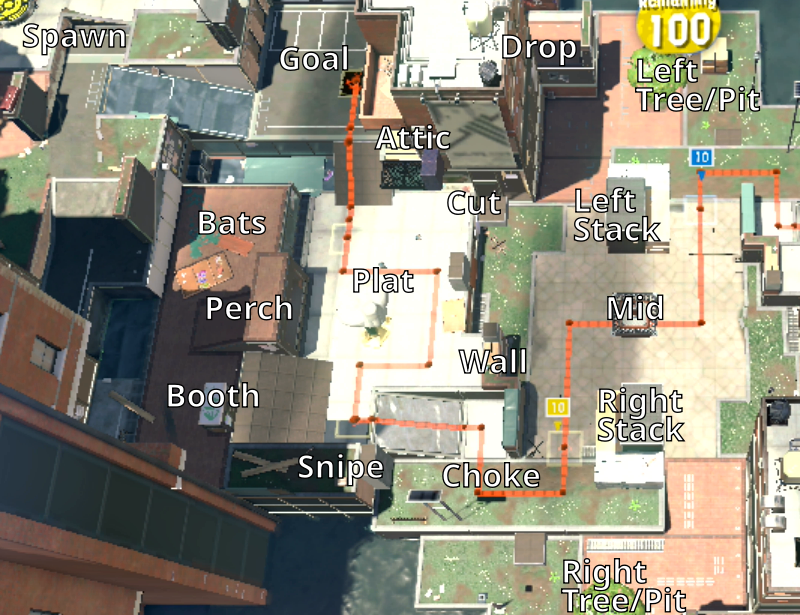 Remaining
100
Spawn
Goal
Drop
Left
Tree/Pit
Attic
10
Cut
Left
Stack
Bats
Plat
Perch
Mid
Wall
Booth
10
Right
Stack
Snipe
Choke
Right
Tree/Pit